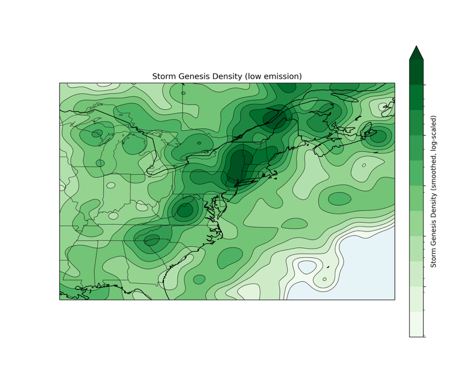 Storm Genesis Density (low emission)
Storm Genesis Density (smoothed, log-scaled)